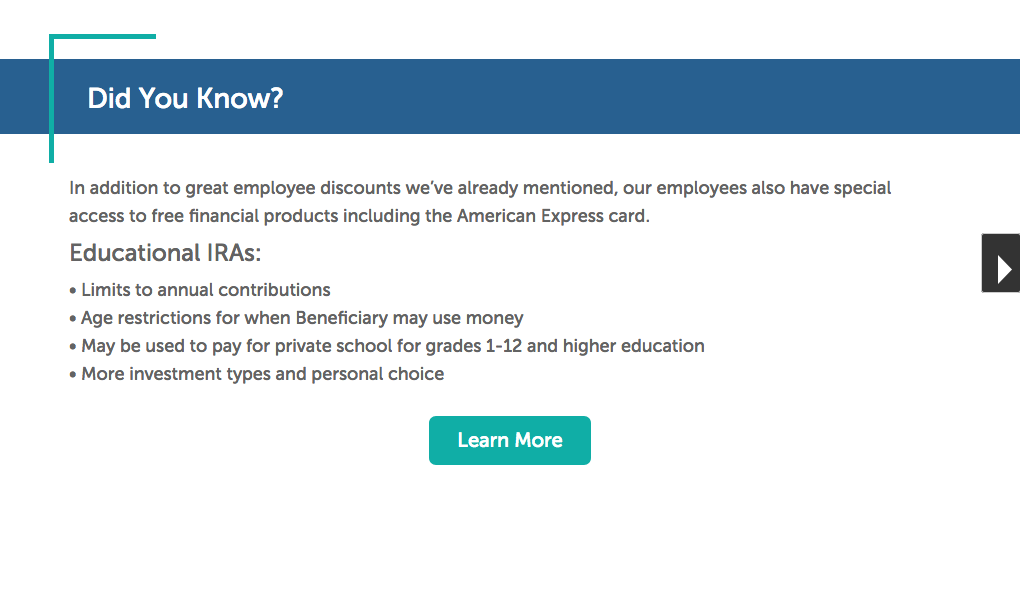 Did You Know?
In addition to great employee discounts we’ve already mentioned, our employees also have special
access to free financial products including the American Express card.
Educational IRAs:
• Limits to annual contributions
• Age restrictions for when Beneficiary may use money
• May be used to pay for private school for grades 1-12 and higher education
• More investment types and personal choice
Learn More